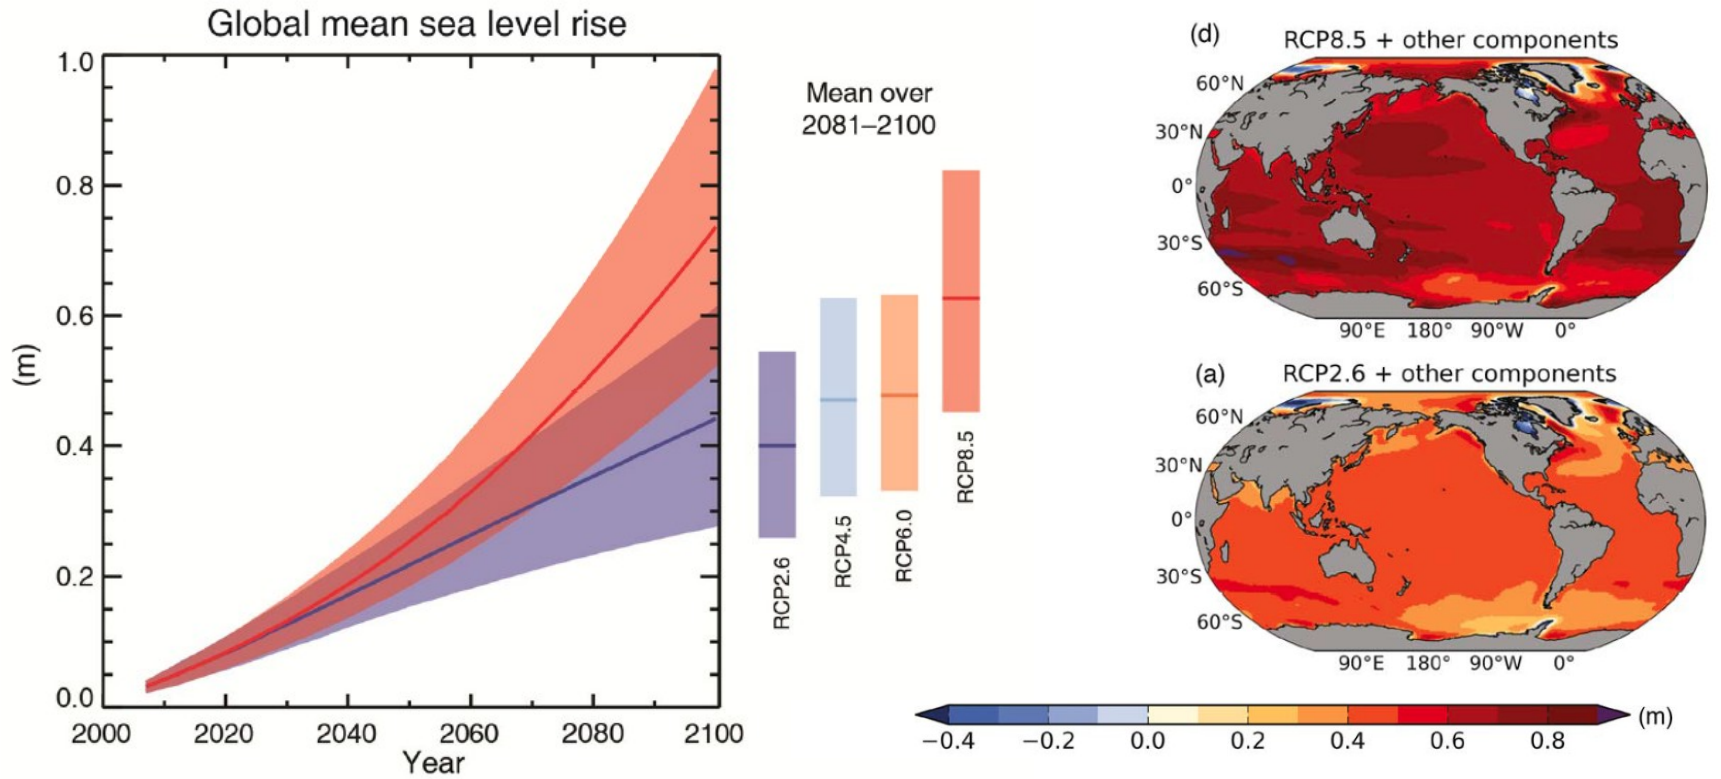 Global mean sea level rise
1.0
0.8
0.6
0.4
0.2
0.0
(m)
2000 2020 2040 2060 2080 2100
Year
Mean over
2081–2100
RCP2.6
RCP4.5
RCP6.0
RCP8.5
(d) RCP8.5 + other components
60°N
30°N
0°
30°S
60°S
90°E 180° 90°W 0°
(a) RCP2.6 + other components
60°N
30°N
0°
30°S
60°S
90°E 180° 90°W 0°
(m)
−0.4 −0.2 0.0 0.2 0.4 0.6 0.8